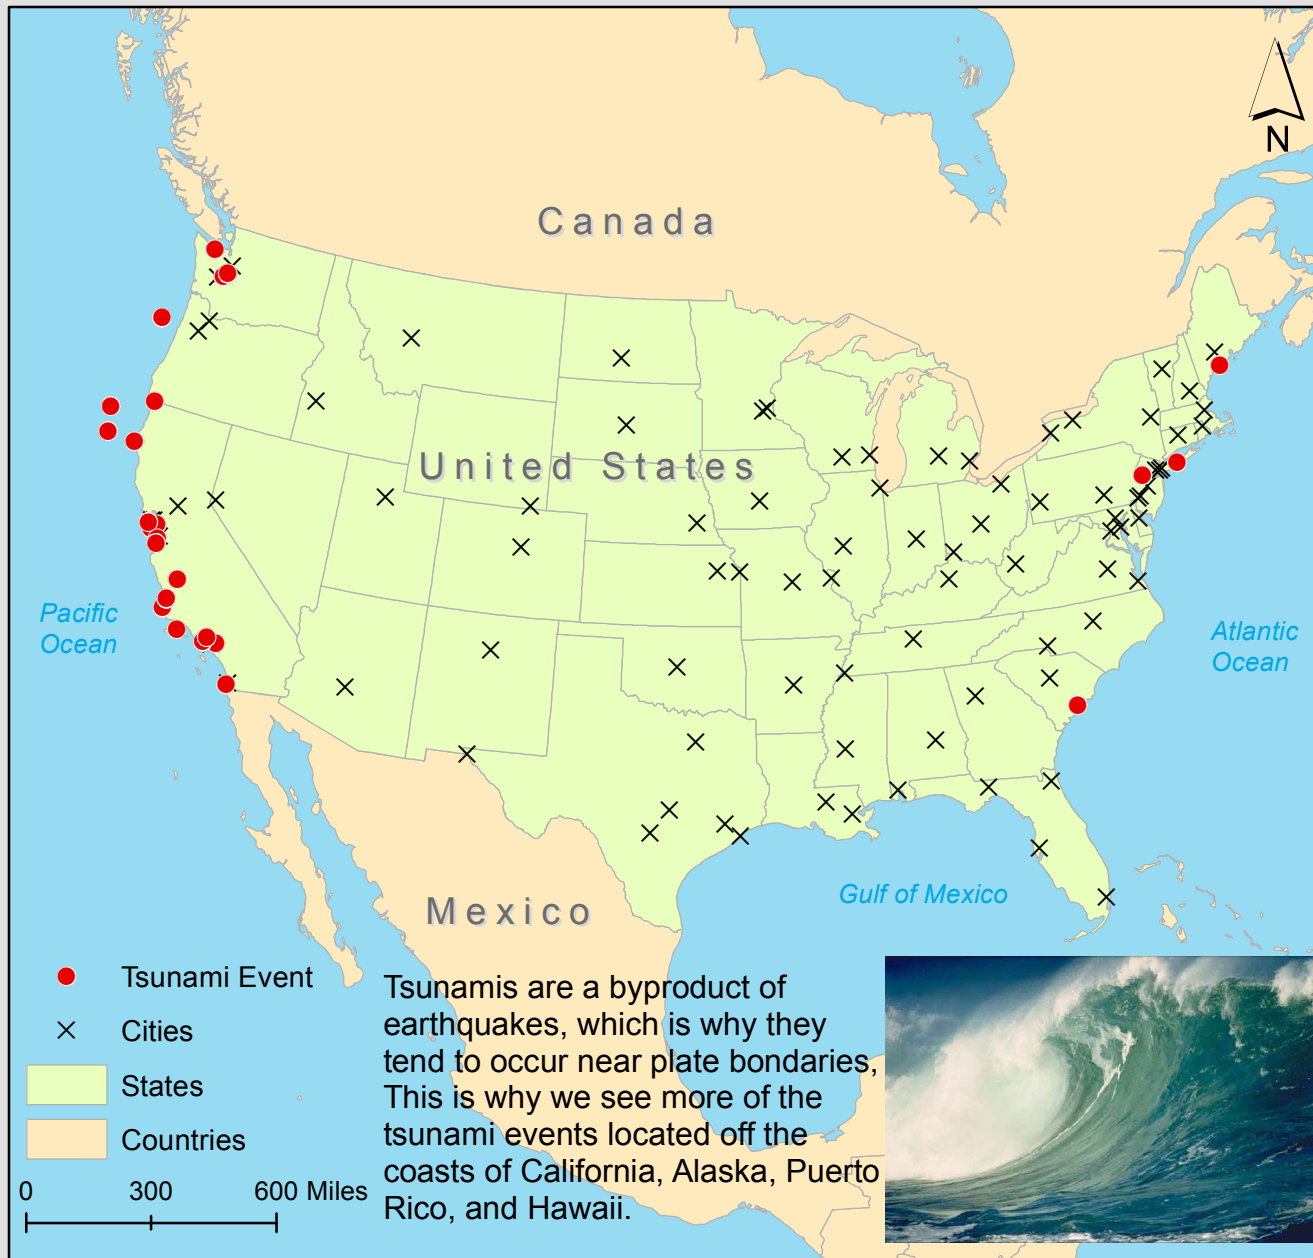 N
Canada
United States
Pacific
Ocean
Atlantic
Ocean
Gulf of Mexico
Mexico
Tsunami Event
Cities
States
Countries
0 300 600 Miles
Tsunamis are a byproduct of
earthquakes, which is why they
tend to occur near plate bondaries,
This is why we see more of the
tsunami events located off the
coasts of California, Alaska, Puerto
Rico, and Hawaii.